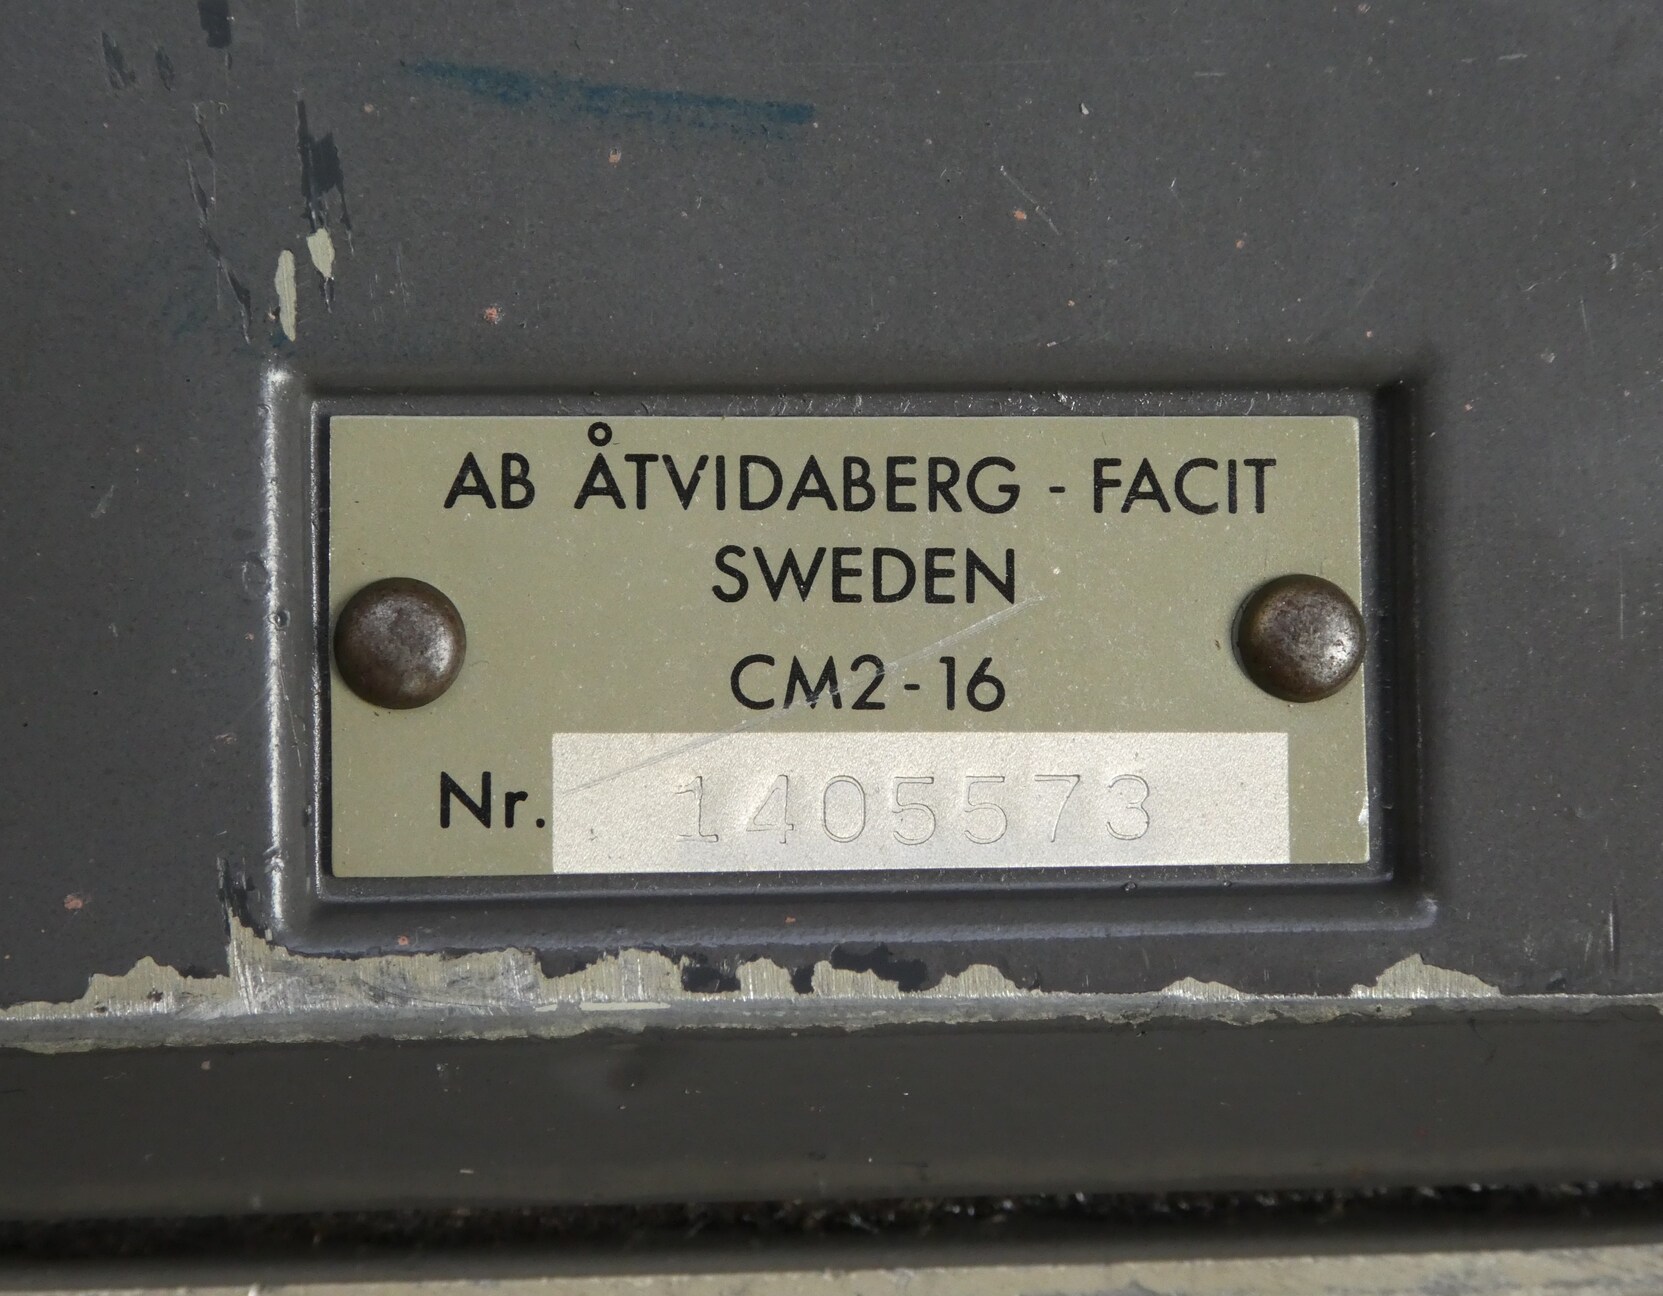 AB ÅTVIDABERG - FACIT
SWEDEN
CM2-16
Nr. 1405573